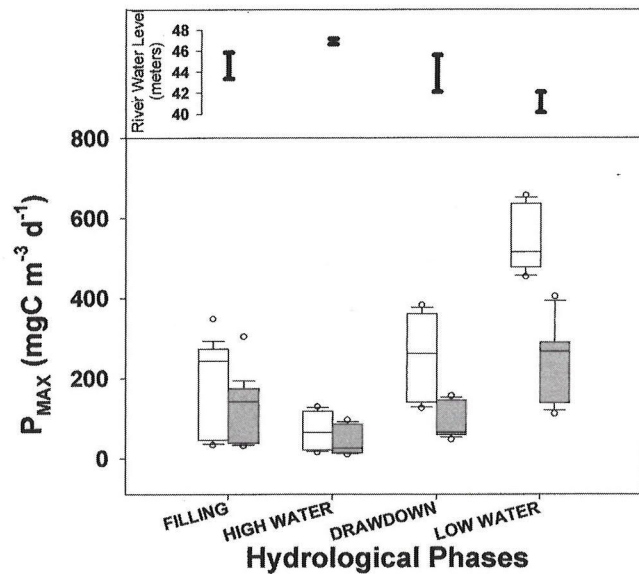 River Water Level
(meters)
48
46
44
42
40
800
600
400
200
0
P_MAX (mgC m⁻³ d⁻¹)
FILLING
HIGH WATER
DRAWDOWN
LOW WATER
Hydrological Phases